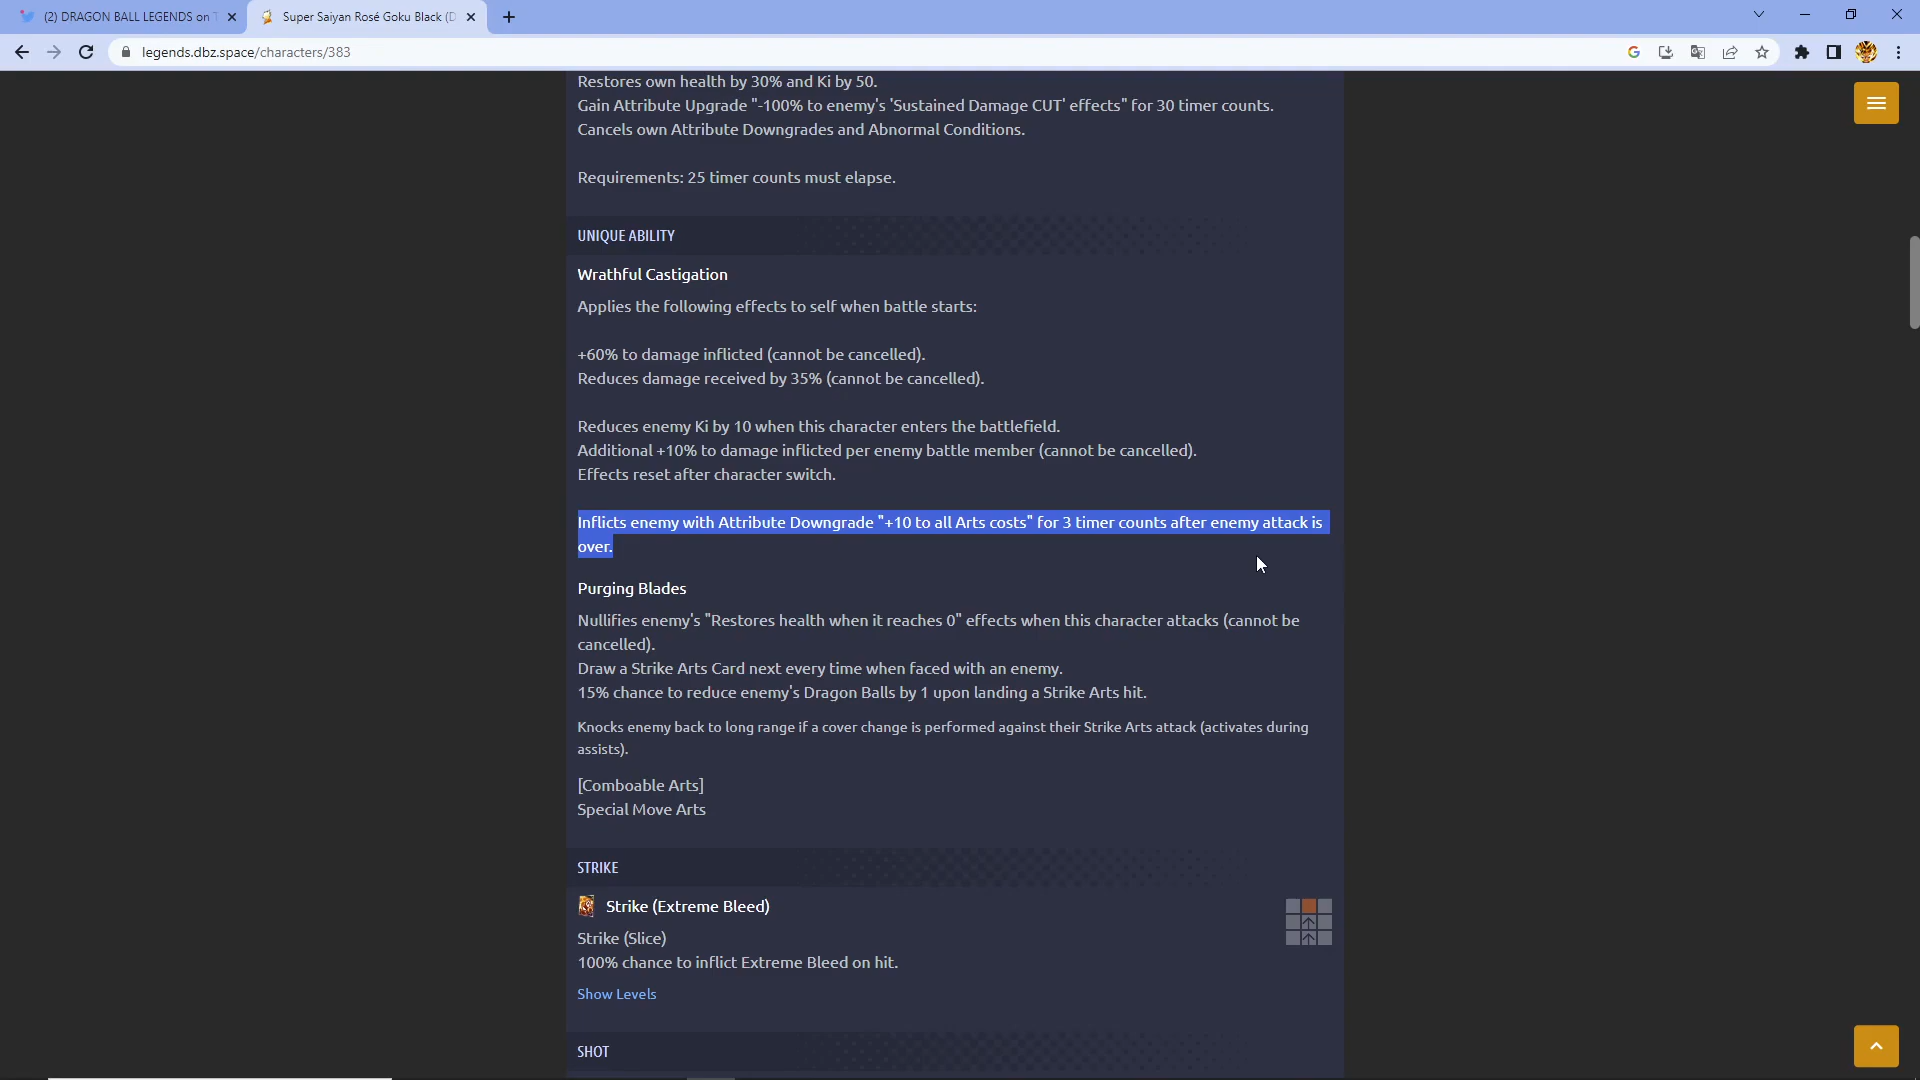 (2) DRAGON BALL LEGENDS on T
Super Saiyan Rosé Goku Black (D
legends.dbz.space/characters/383
Restores own health by 30% and Ki by 50.
Gain Attribute Upgrade "-100% to enemy's 'Sustained Damage CUT' effects" for 30 timer counts.
Cancels own Attribute Downgrades and Abnormal Conditions.
Requirements: 25 timer counts must elapse.
UNIQUE ABILITY
Wrathful Castigation
Applies the following effects to self when battle starts:
+60% to damage inflicted (cannot be cancelled).
Reduces damage received by 35% (cannot be cancelled).
Reduces enemy Ki by 10 when this character enters the battlefield.
Additional +10% to damage inflicted per enemy battle member (cannot be cancelled).
Effects reset after character switch.
Inflicts enemy with Attribute Downgrade "+10 to all Arts costs" for 3 timer counts after enemy attack is
over.
Purging Blades
Nullifies enemy's "Restores health when it reaches 0" effects when this character attacks (cannot be
cancelled).
Draw a Strike Arts Card next every time when faced with an enemy.
15% chance to reduce enemy's Dragon Balls by 1 upon landing a Strike Arts hit.
Knocks enemy back to long range if a cover change is performed against their Strike Arts attack (activates during
assists).
[Comboable Arts]
Special Move Arts
STRIKE
Strike (Extreme Bleed)
Strike (Slice)
100% chance to inflict Extreme Bleed on hit.
Show Levels
SHOT